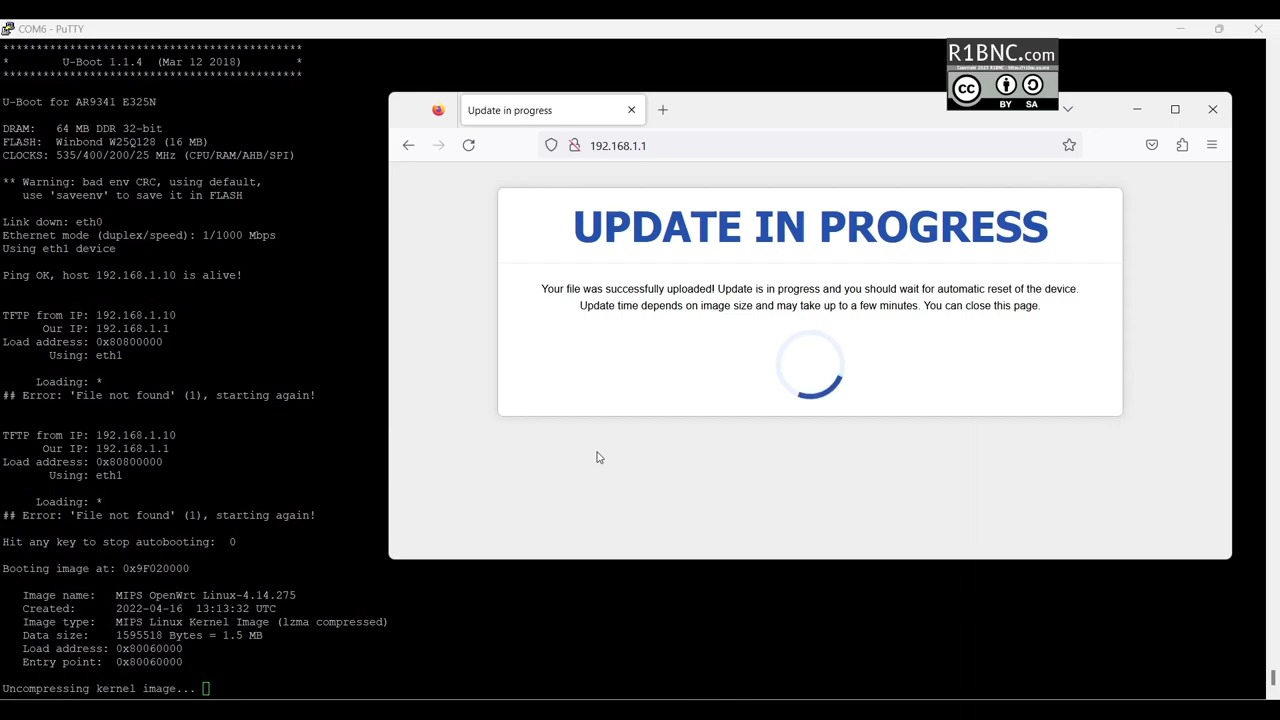 COM6 - PuTTY
*********************************************
*        U-Boot 1.1.4  (Mar 12 2018)        *
*********************************************
U-Boot for AR9341 E325N
DRAM:   64 MB DDR 32-bit
FLASH:  Winbond W25Q128 (16 MB)
CLOCKS: 535/400/200/25 MHz (CPU/RAM/AHB/SPI)
** Warning: bad env CRC, using default,
   use 'saveenv' to save it in FLASH
Link down: eth0
Ethernet mode (duplex/speed): 1/1000 Mbps
Using eth1 device
Ping OK, host 192.168.1.10 is alive!
TFTP from IP: 192.168.1.10
      Our IP: 192.168.1.1
Load address: 0x80800000
       Using: eth1
     Loading: *
## Error: 'File not found' (1), starting again!
TFTP from IP: 192.168.1.10
      Our IP: 192.168.1.1
Load address: 0x80800000
       Using: eth1
     Loading: *
## Error: 'File not found' (1), starting again!
Hit any key to stop autobooting:  0
Booting image at: 0x9F020000
   Image name:   MIPS OpenWrt Linux-4.14.275
   Created:      2022-04-16  13:13:32 UTC
   Image type:   MIPS Linux Kernel Image (lzma compressed)
   Data size:    1595518 Bytes = 1.5 MB
   Load address: 0x80060000
   Entry point:  0x80060000
Uncompressing kernel image...
R1BNC.com
cc
BY SA
Update in progress
192.168.1.1
UPDATE IN PROGRESS
Your file was successfully uploaded! Update is in progress and you should wait for automatic reset of the device.
Update time depends on image size and may take up to a few minutes. You can close this page.